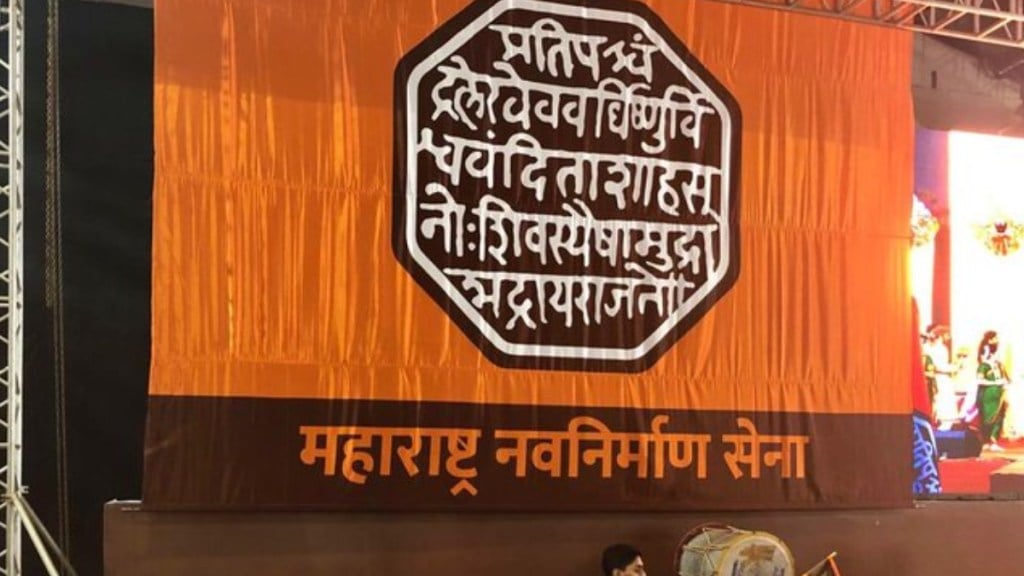 प्रतिपच्चं
द्रलेखेववर्धिष्णुर्वि
श्ववंदिताशाहसू
नोःशिवस्यैषामुद्रा
भद्रायराजते॥
महाराष्ट्र नवनिर्माण सेना